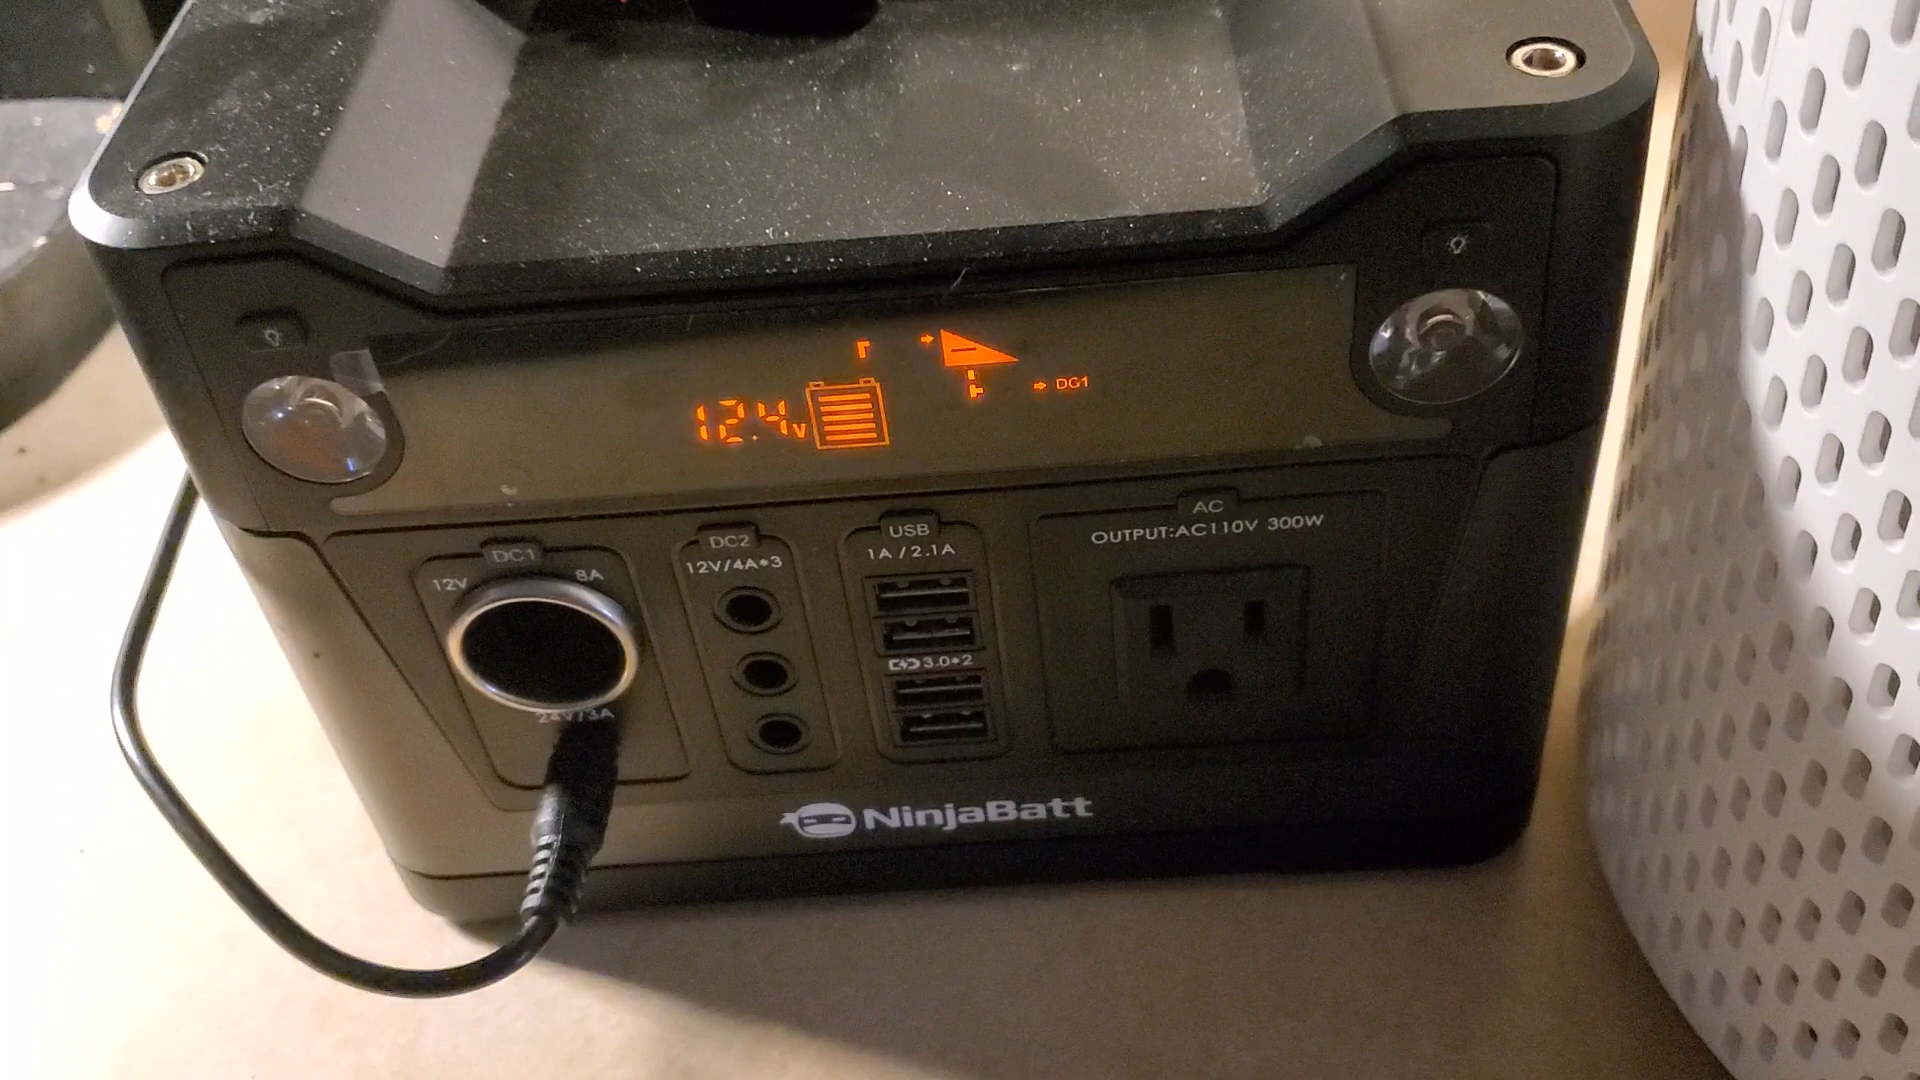 12.4v
DC1
DC1
12V 8A
24V/3A
DC2
12V/4A*3
USB
1A/2.1A
3.0*2
AC
OUTPUT:AC110V 300W
NinjaBatt